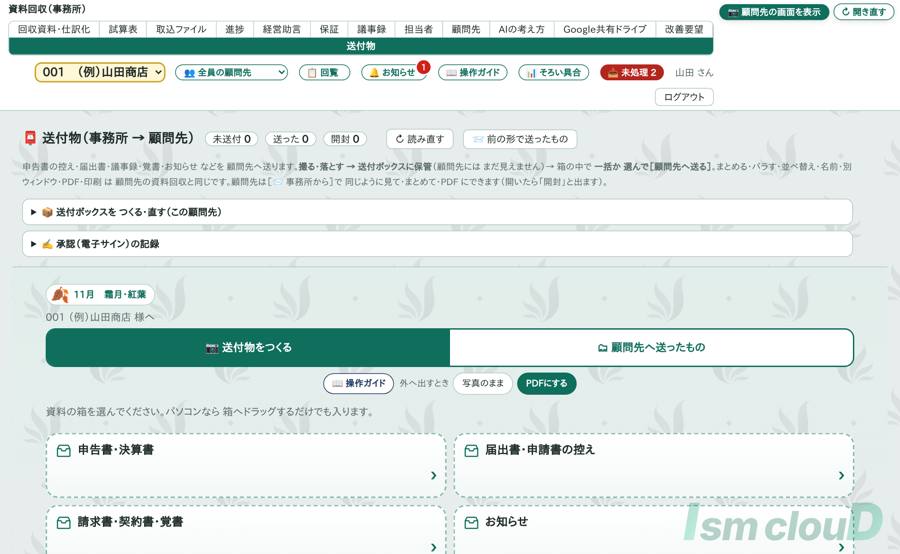 資料回収(事務所)
📷 顧問先の画面を表示
↻ 開き直す
回収資料・仕訳化 試算表 取込ファイル 進捗 経営助言 保証 議事録 担当者 顧問先 AIの考え方 Google共有ドライブ 改善要望
送付物
001 (例)山田商店 👥 全員の顧問先 📋 回覧 🔔 お知らせ 1 📖 操作ガイド 📊 そろい具合 📥 未処理 2 山田 さん
ログアウト
📮 送付物(事務所 → 顧問先) 未送付 0 送った 0 開封 0 ↻ 読み直す 📨 前の形で送ったもの
申告書の控え・届出書・議事録・覚書・お知らせ などを 顧問先へ送ります。撮る・落とす → 送付ボックスに保管(顧問先には まだ見えません)→ 箱の中で 一括か 選んで[顧問先へ送る]。まとめる・バラす・並べ替え・名前・別
ウィンドウ・PDF・印刷 は 顧問先の資料回収と同じです。顧問先は[📨 事務所から]で 同じように見て・まとめて・PDF にできます(開いたら「開封」と出ます)。
▶ 📦 送付ボックスを つくる・直す(この顧問先)
▶ ✍ 承認(電子サイン)の記録
🍂 11月 霜月・紅葉
001 (例)山田商店 様へ
📷 送付物をつくる 🗂 顧問先へ送ったもの
📖 操作ガイド 外へ出すとき 写真のまま PDFにする
資料の箱を選んでください。パソコンなら 箱へドラッグするだけでも入ります。
申告書・決算書 › 届出書・申請書の控え ›
請求書・契約書・覚書 › お知らせ ›
Ism clouD